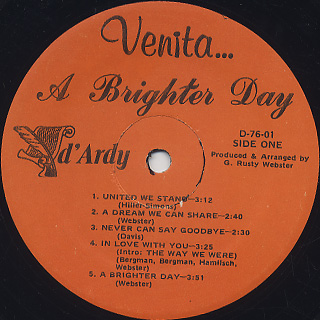 Venita...
A Brighter Day
d'Ardy
D-76-01
SIDE ONE
Produced & Arranged by
G. Rusty Webster
1. UNITED WE STAND—3:12
(Hiller-Simons)
2. A DREAM WE CAN SHARE—2:40
(Webster)
3. NEVER CAN SAY GOODBYE—2:30
(Davis)
4. IN LOVE WITH YOU—3:25
(Intro: THE WAY WE WERE)
(Bergman, Bergman, Hamlisch,
Webster)
5. A BRIGHTER DAY—3:51
(Webster)